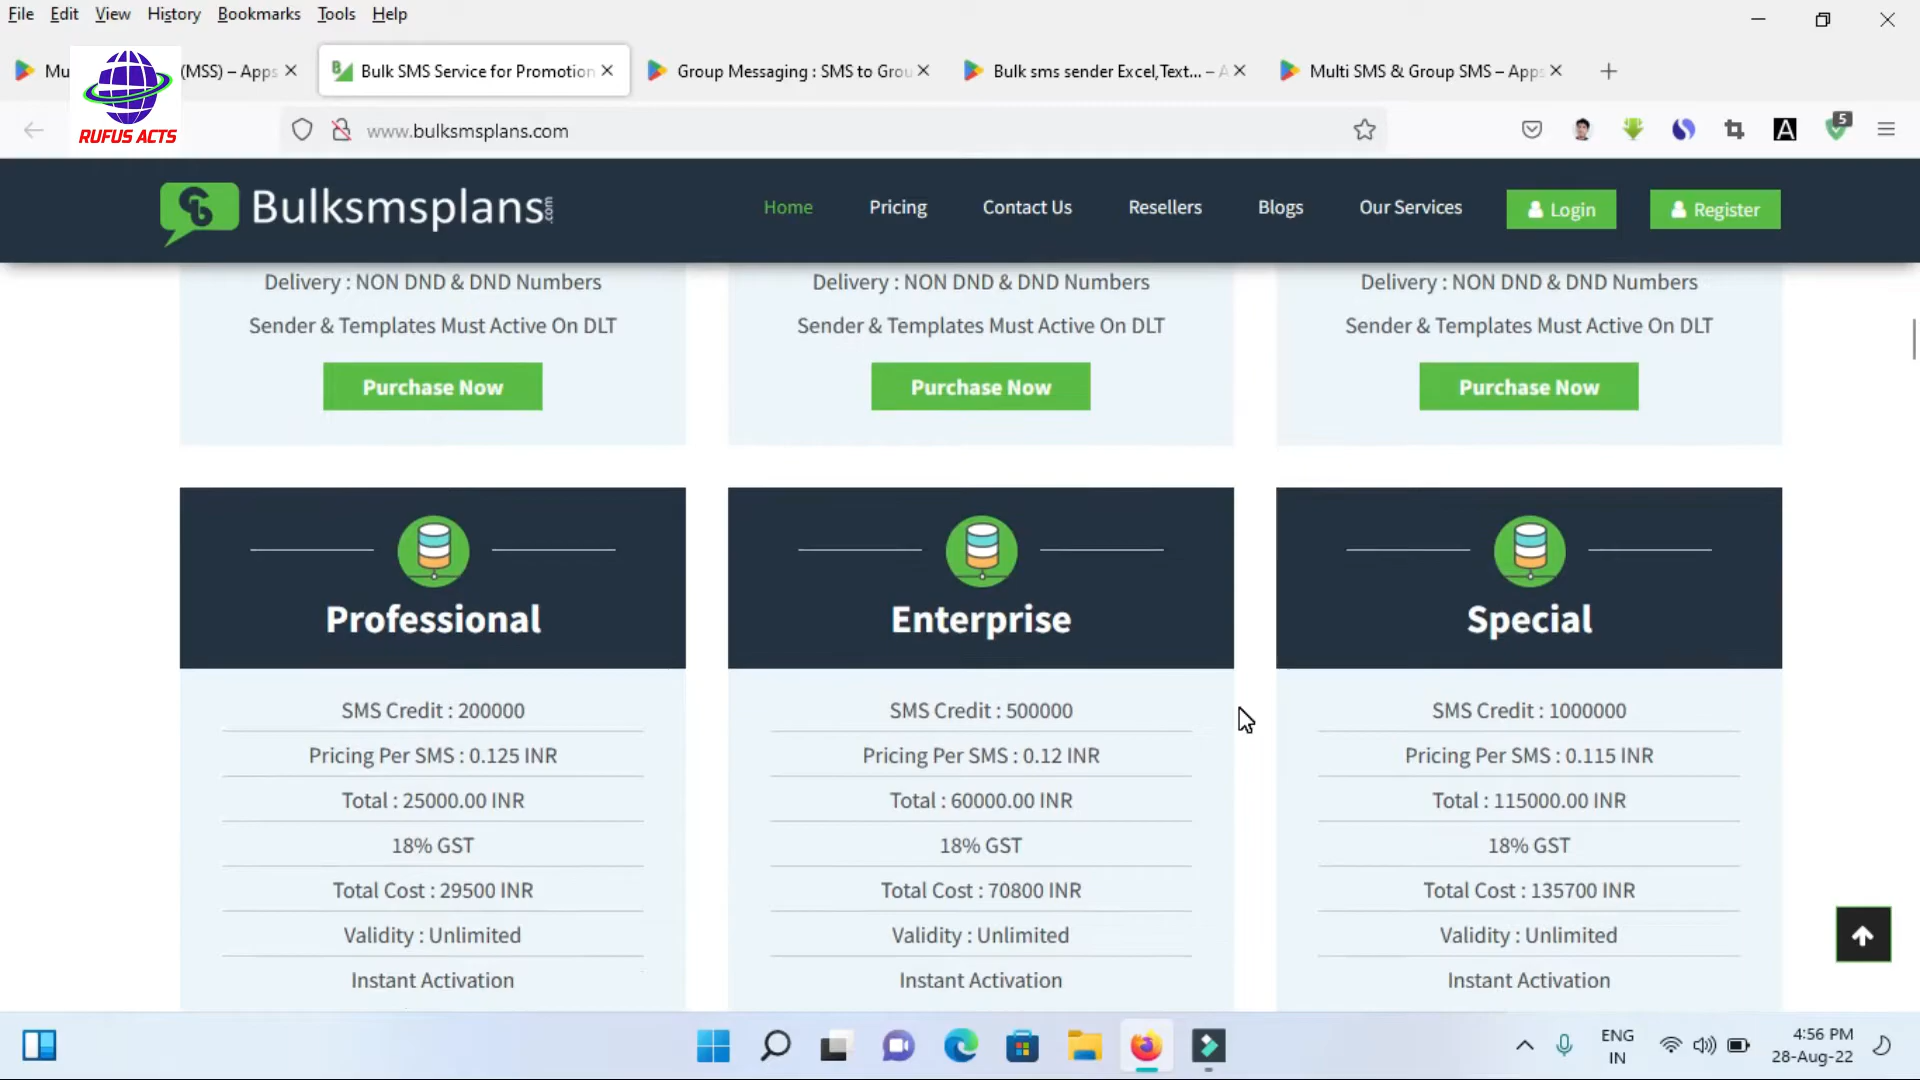 File Edit View History Bookmarks Tools Help
Mu (MSS) – Apps
Bulk SMS Service for Promotion
Group Messaging : SMS to Grou
Bulk sms sender Excel,Text... – A
Multi SMS & Group SMS – Apps
RUFUS ACTS
www.bulksmsplans.com
A
5
Bulksmsplans.com
Home Pricing Contact Us Resellers Blogs Our Services Login Register
Delivery : NON DND & DND Numbers
Sender & Templates Must Active On DLT
Purchase Now
Delivery : NON DND & DND Numbers
Sender & Templates Must Active On DLT
Purchase Now
Delivery : NON DND & DND Numbers
Sender & Templates Must Active On DLT
Purchase Now
Professional
SMS Credit : 200000
Pricing Per SMS : 0.125 INR
Total : 25000.00 INR
18% GST
Total Cost : 29500 INR
Validity : Unlimited
Instant Activation
Enterprise
SMS Credit : 500000
Pricing Per SMS : 0.12 INR
Total : 60000.00 INR
18% GST
Total Cost : 70800 INR
Validity : Unlimited
Instant Activation
Special
SMS Credit : 1000000
Pricing Per SMS : 0.115 INR
Total : 115000.00 INR
18% GST
Total Cost : 135700 INR
Validity : Unlimited
Instant Activation
ENG
IN
4:56 PM
28-Aug-22